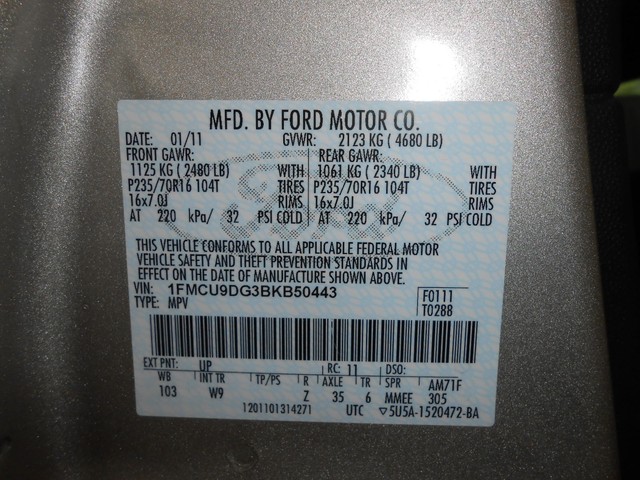 MFD. BY FORD MOTOR CO.
DATE: 01/11 GVWR: 2123 KG ( 4680 LB)
FRONT GAWR: REAR GAWR:
1125 KG ( 2480 LB) WITH 1061 KG ( 2340 LB) WITH
P235/70R16 104T TIRES P235/70R16 104T TIRES
16x7.0J RIMS 16x7.0J RIMS
AT 220 kPa/ 32 PSI COLD AT 220 kPa/ 32 PSI COLD
Ford
THIS VEHICLE CONFORMS TO ALL APPLICABLE FEDERAL MOTOR
VEHICLE SAFETY AND THEFT PREVENTION STANDARDS IN
EFFECT ON THE DATE OF MANUFACTURE SHOWN ABOVE.
VIN: 1FMCU9DG3BKB50443 F0111
TYPE: MPV T0288
EXT PNT: UP RC: 11 DSO:
WB INT TR TP/PS R AXLE TR SPR AM71F
103 W9 Z 35 6 MMEE 305
1201101314271 UTC ▽5U5A-1520472-BA